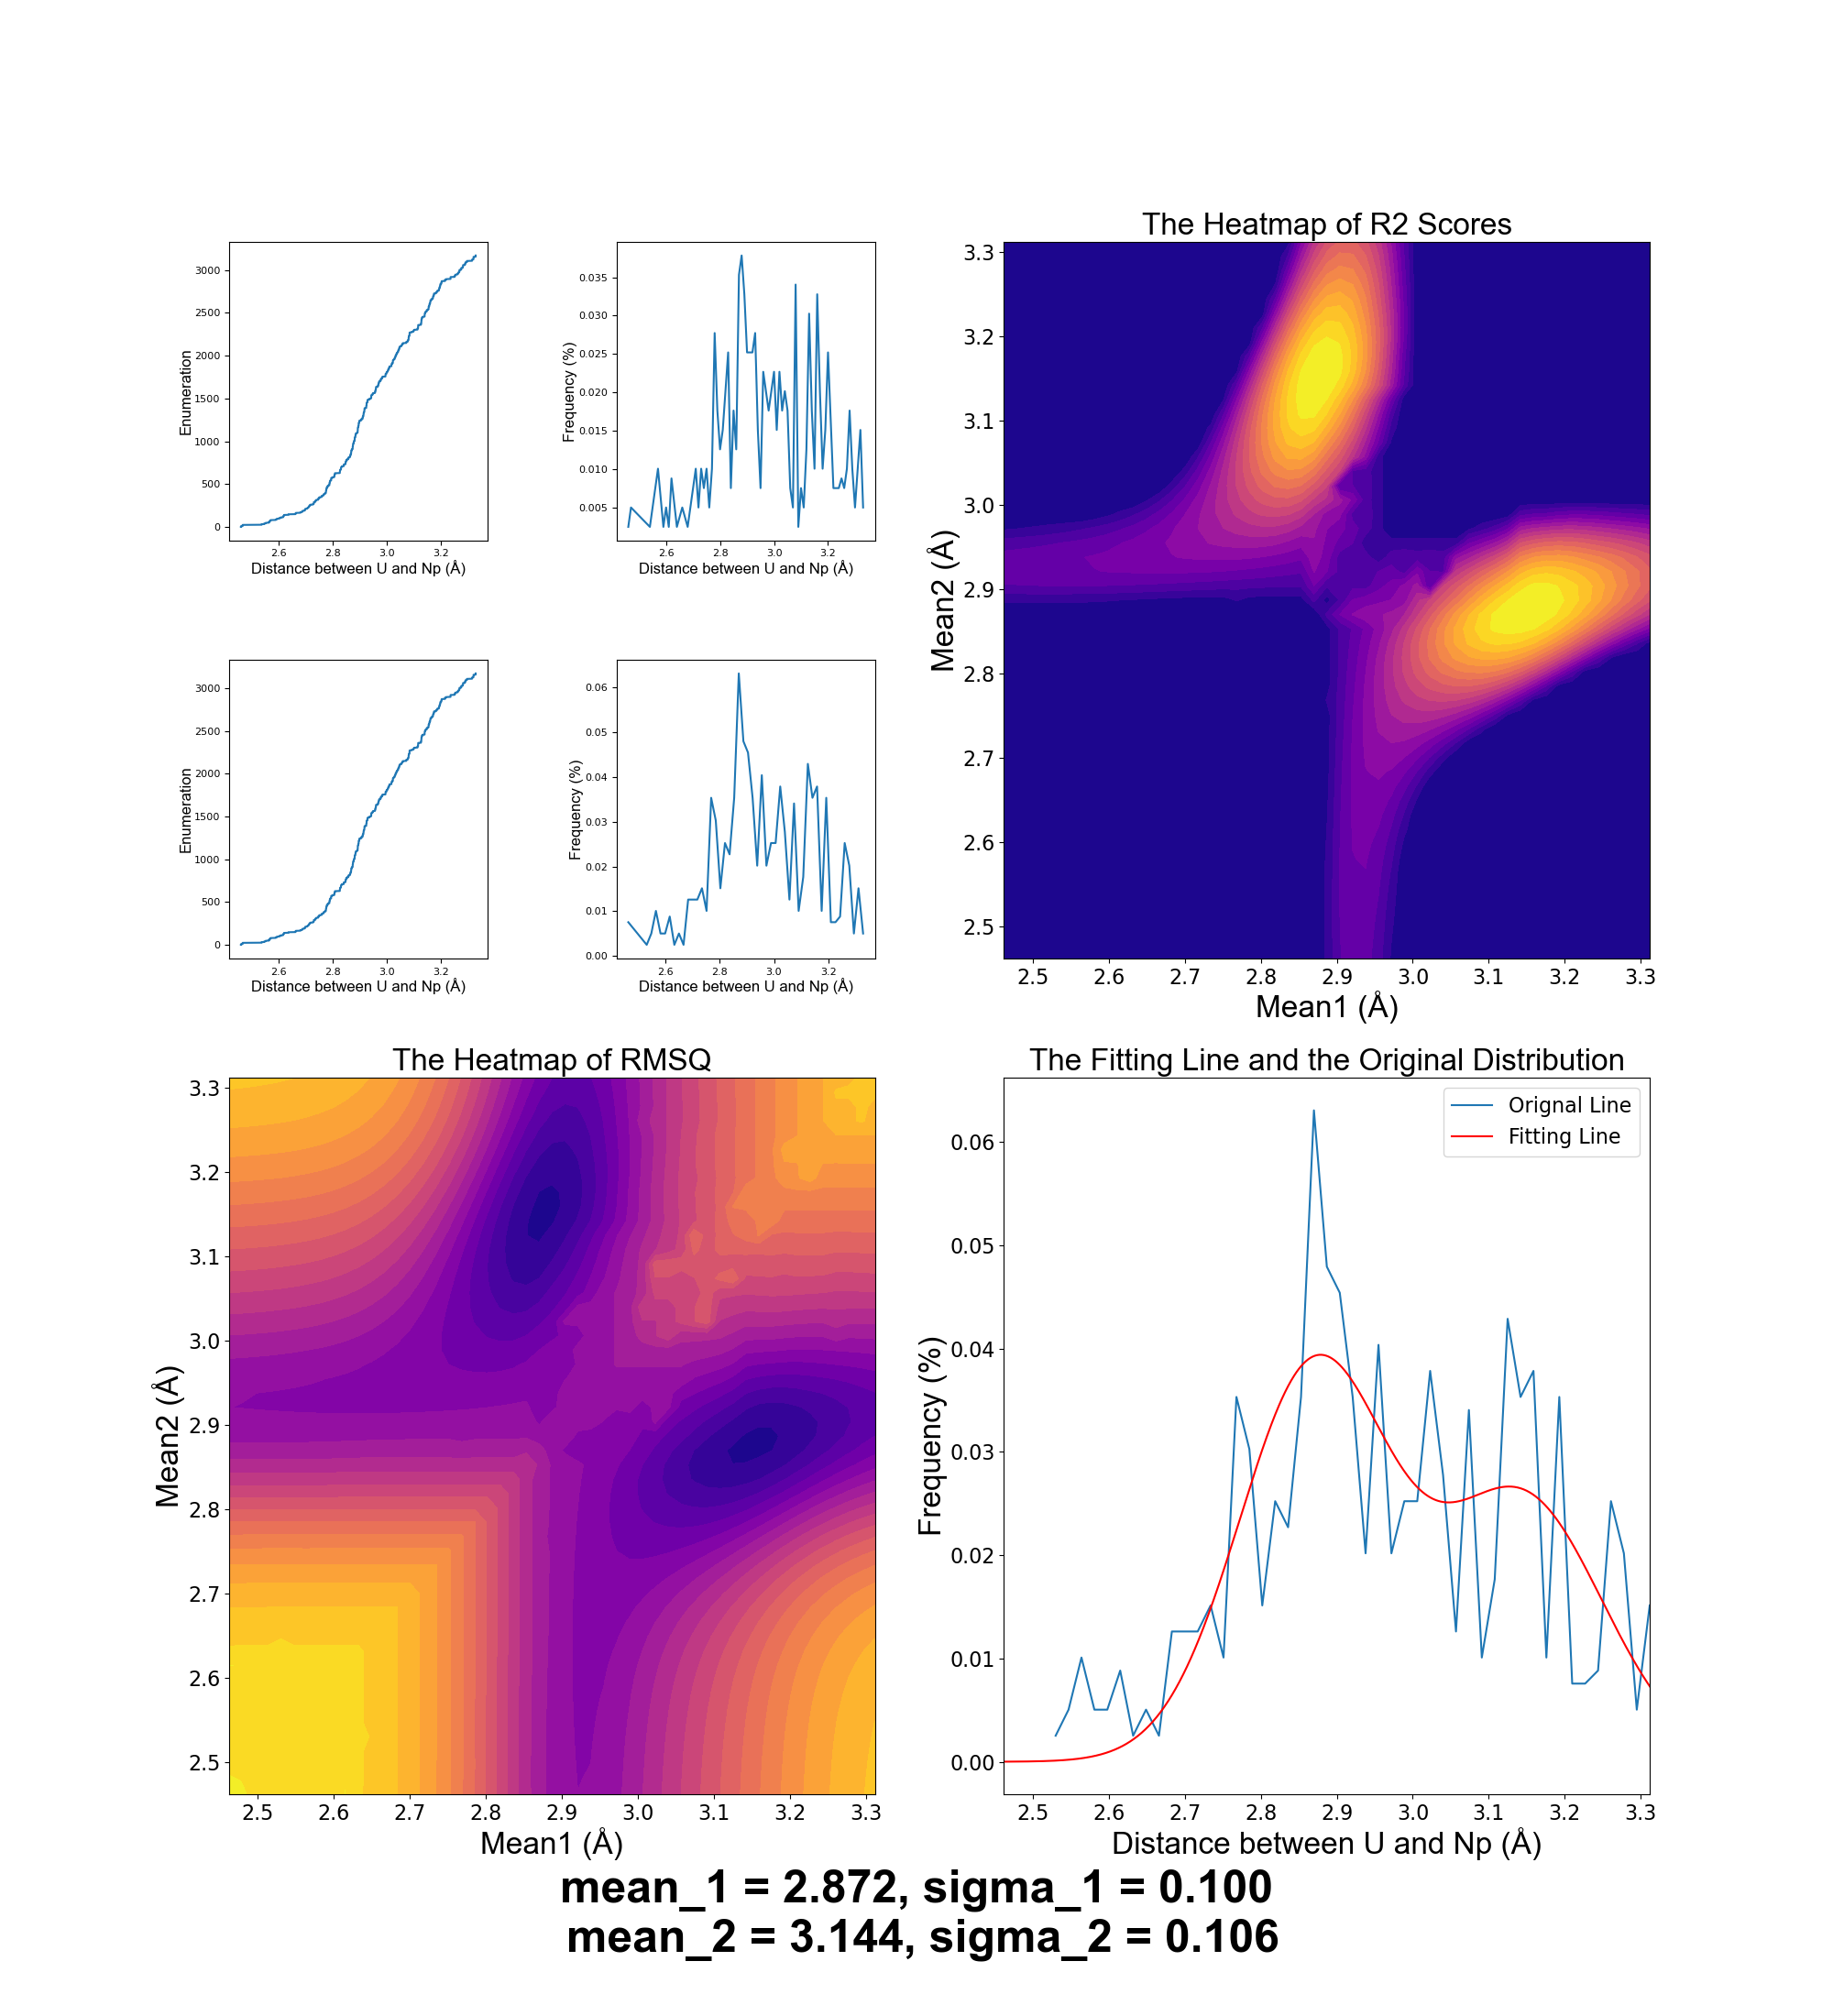 The Heatmap of R2 Scores
3000
2500
2000
1500
1000
500
0
Enumeration
2.6 2.8 3.0 3.2
Distance between U and Np (Å)
0.035
0.030
0.025
0.020
0.015
0.010
0.005
Frequency (%)
2.6 2.8 3.0 3.2
Distance between U and Np (Å)
3000
2500
2000
1500
1000
500
0
Enumeration
2.6 2.8 3.0 3.2
Distance between U and Np (Å)
0.06
0.05
0.04
0.03
0.02
0.01
0.00
Frequency (%)
2.6 2.8 3.0 3.2
Distance between U and Np (Å)
3.3
3.2
3.1
3.0
2.9
2.8
2.7
2.6
2.5
Mean2 (Å)
2.5 2.6 2.7 2.8 2.9 3.0 3.1 3.2 3.3
Mean1 (Å)
The Heatmap of RMSQ
3.3
3.2
3.1
3.0
2.9
2.8
2.7
2.6
2.5
Mean2 (Å)
2.5 2.6 2.7 2.8 2.9 3.0 3.1 3.2 3.3
Mean1 (Å)
The Fitting Line and the Original Distribution
Orignal Line
Fitting Line
0.06
0.05
0.04
0.03
0.02
0.01
0.00
Frequency (%)
2.5 2.6 2.7 2.8 2.9 3.0 3.1 3.2 3.3
Distance between U and Np (Å)
mean_1 = 2.872, sigma_1 = 0.100
mean_2 = 3.144, sigma_2 = 0.106